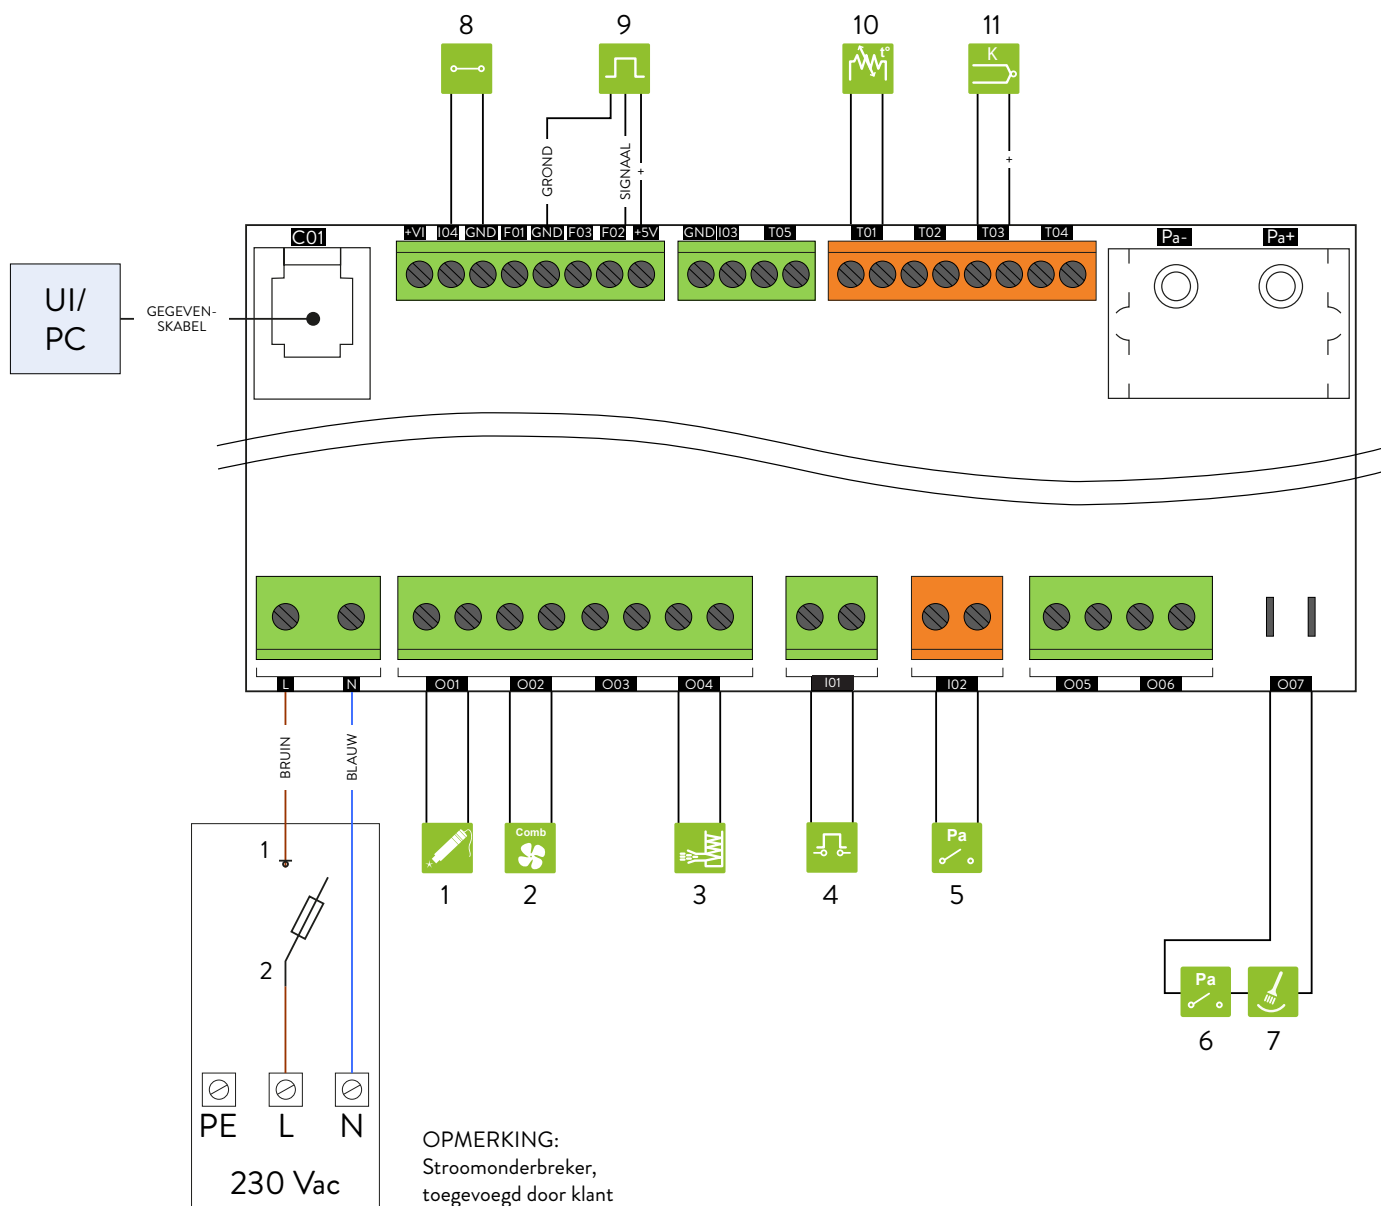 8 9 10 11
t°
K
GROND
SIGNAAL
+
+
C01
+VI I04 GND F01 GND F03 F02 +5V
GND I03 T05
T01 T02 T03 T04
Pa- Pa+
UI/
PC
GEGEVEN-
SKABEL
L N
O01 O02 O03 O04
I01
I02
O05 O06
O07
BRUIN
BLAUW
Comb
Pa
1 2 3 4 5
1
2
Pa
6 7
PE L N
230 Vac
OPMERKING:
Stroomonderbreker,
toegevoegd door klant